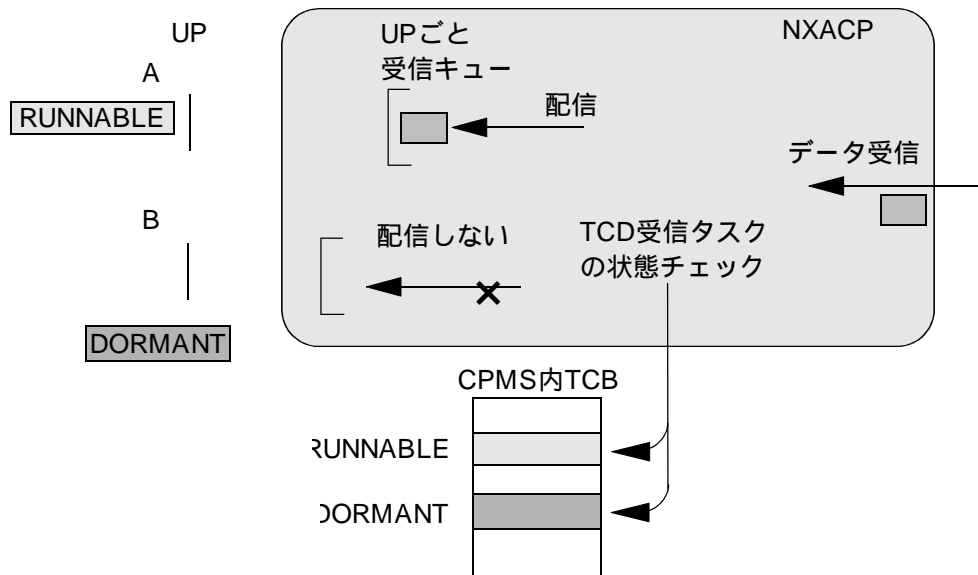 UP
UPごと
受信キュー
NXACP
A
RUNNABLE
配信
データ受信
B
配信しない
TCD受信タスク
の状態チェック
DORMANT
CPMS内TCB
RUNNABLE
DORMANT